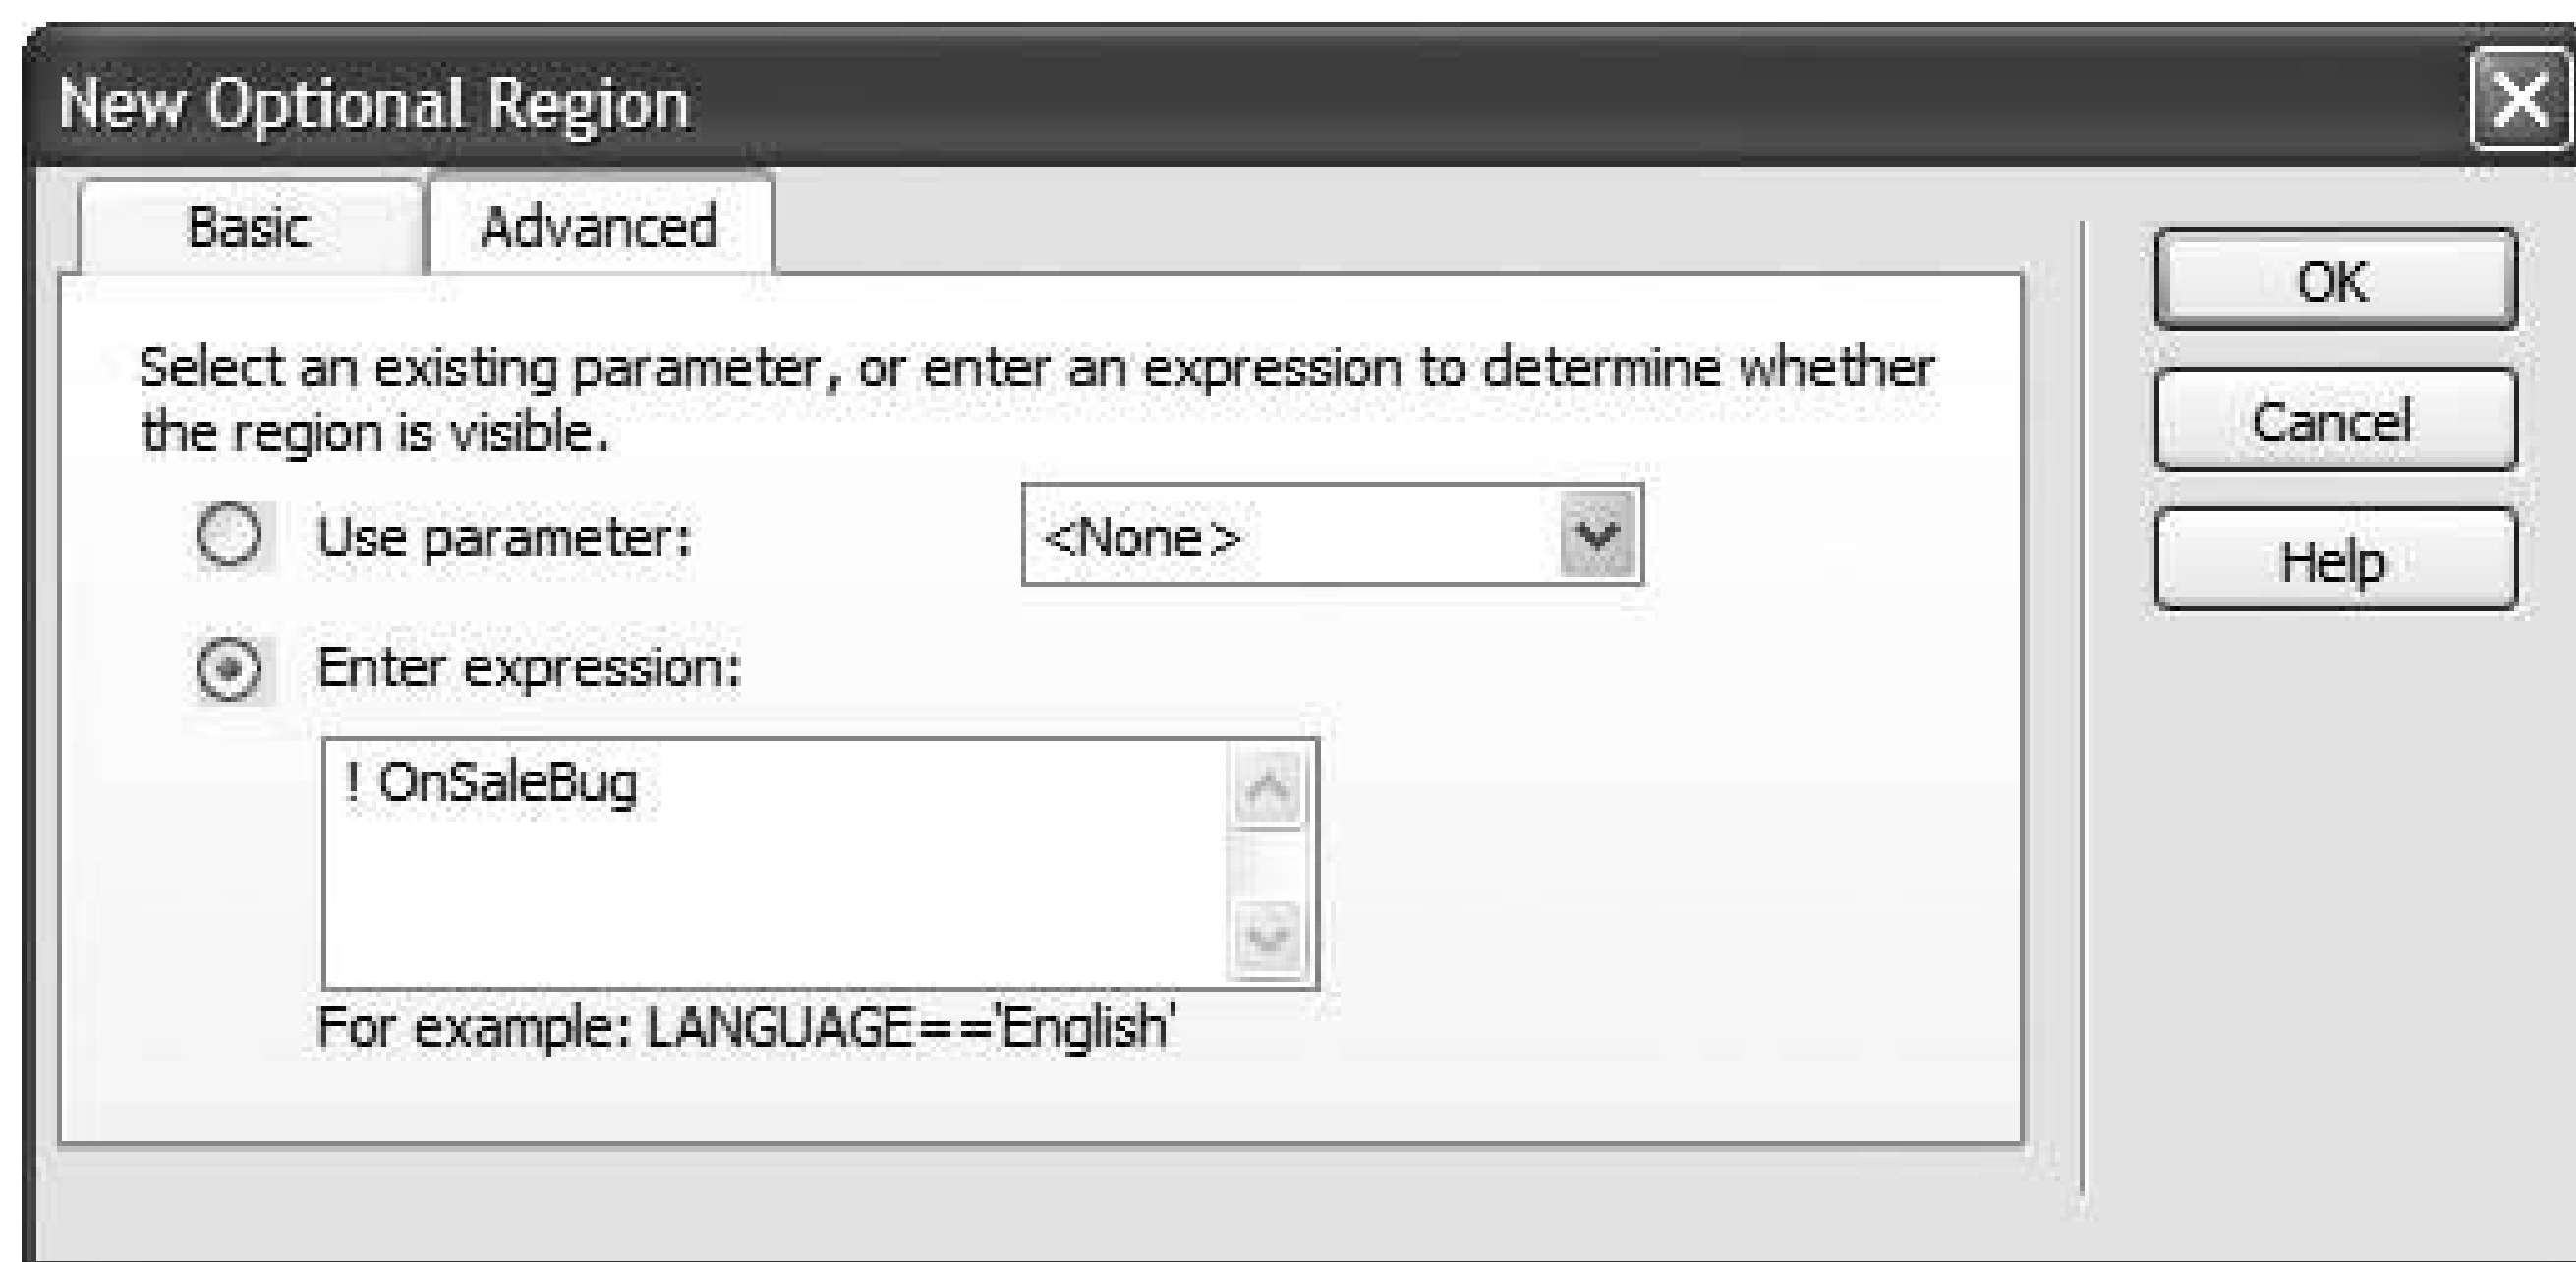 New Optional Region
Basic
Advanced
Select an existing parameter, or enter an expression to determine whether
the region is visible.
Use parameter:
<None>
Enter expression:
! OnSaleBug
For example: LANGUAGE=='English'
OK
Cancel
Help